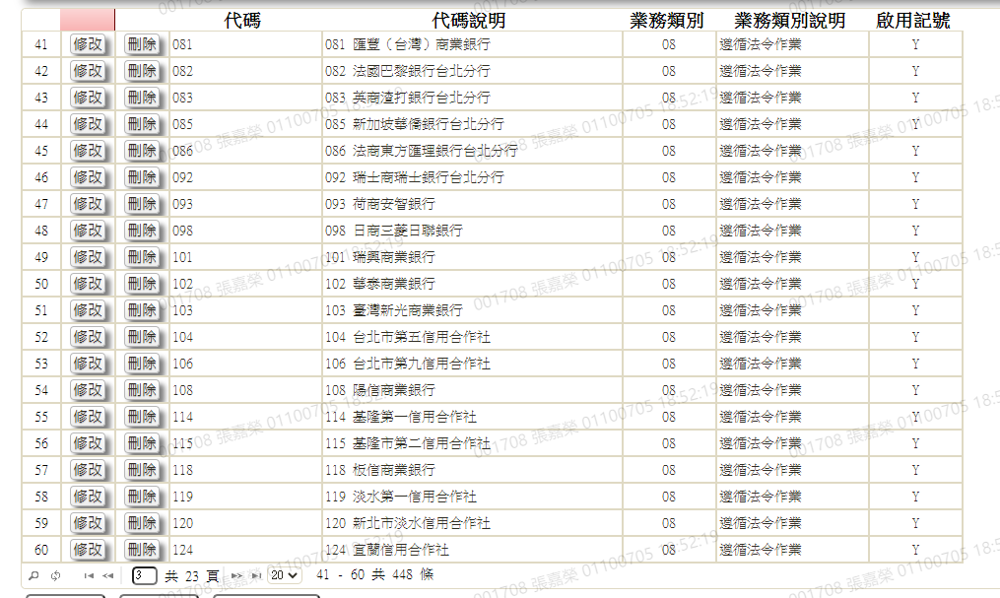 代碼 代碼說明 業務類別 業務類別說明 啟用記號
41 修改 刪除 081 081 匯豐（台灣）商業銀行 08 遵循法令作業 Y
42 修改 刪除 082 082 法國巴黎銀行台北分行 08 遵循法令作業 Y
43 修改 刪除 083 083 英商渣打銀行台北分行 08 遵循法令作業 Y
44 修改 刪除 085 085 新加坡華僑銀行台北分行 08 遵循法令作業 Y
45 修改 刪除 086 086 法商東方匯理銀行台北分行 08 遵循法令作業 Y
46 修改 刪除 092 092 瑞士商瑞士銀行台北分行 08 遵循法令作業 Y
47 修改 刪除 093 093 荷商安智銀行 08 遵循法令作業 Y
48 修改 刪除 098 098 日商三菱日聯銀行 08 遵循法令作業 Y
49 修改 刪除 101 101 瑞興商業銀行 08 遵循法令作業 Y
50 修改 刪除 102 102 華泰商業銀行 08 遵循法令作業 Y
51 修改 刪除 103 103 臺灣新光商業銀行 08 遵循法令作業 Y
52 修改 刪除 104 104 台北市第五信用合作社 08 遵循法令作業 Y
53 修改 刪除 106 106 台北市第九信用合作社 08 遵循法令作業 Y
54 修改 刪除 108 108 陽信商業銀行 08 遵循法令作業 Y
55 修改 刪除 114 114 基隆第一信用合作社 08 遵循法令作業 Y
56 修改 刪除 115 115 基隆市第二信用合作社 08 遵循法令作業 Y
57 修改 刪除 118 118 板信商業銀行 08 遵循法令作業 Y
58 修改 刪除 119 119 淡水第一信用合作社 08 遵循法令作業 Y
59 修改 刪除 120 120 新北市淡水信用合作社 08 遵循法令作業 Y
60 修改 刪除 124 124 宜蘭信用合作社 08 遵循法令作業 Y
3 共 23 頁 20 41 - 60 共 448 條
001708 張嘉榮 01100705 18:52:19